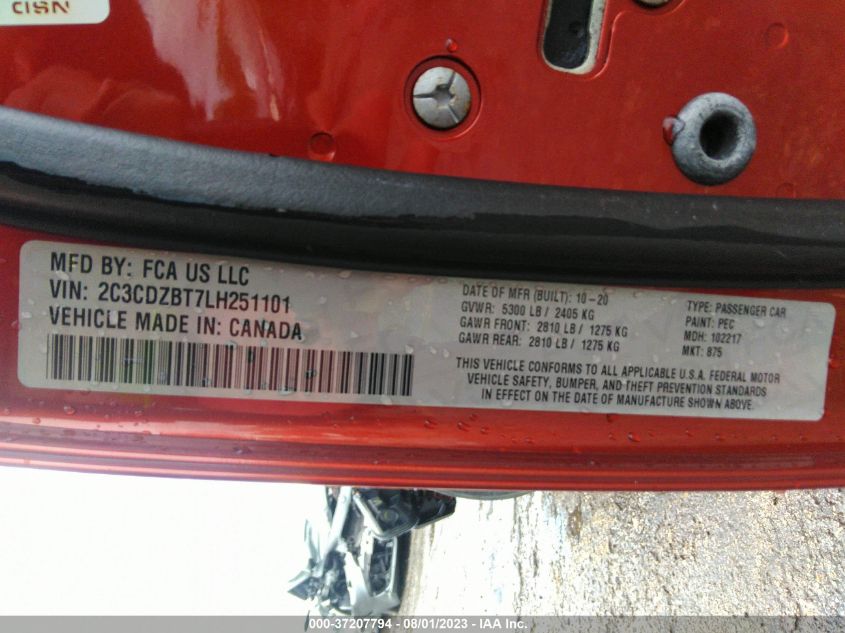 MFD BY: FCA US LLC
VIN: 2C3CDZBT7LH251101
VEHICLE MADE IN: CANADA
DATE OF MFR (BUILT): 10-20
GVWR: 5300 LB / 2405 KG
GAWR FRONT: 2810 LB / 1275 KG
GAWR REAR: 2810 LB / 1275 KG
TYPE: PASSENGER CAR
PAINT: PEC
MDH: 102217
MKT: 875
THIS VEHICLE CONFORMS TO ALL APPLICABLE U.S.A. FEDERAL MOTOR
VEHICLE SAFETY, BUMPER, AND THEFT PREVENTION STANDARDS
IN EFFECT ON THE DATE OF MANUFACTURE SHOWN ABOVE.
000-37207794 - 08/01/2023 - IAA Inc.